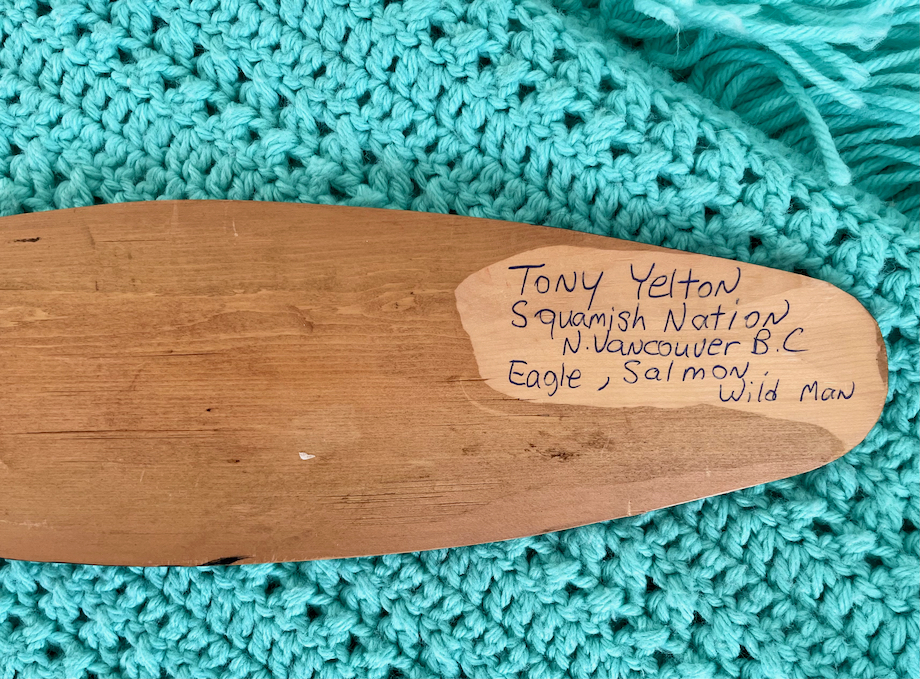 Tony Yelton
Squamish Nation
N. Vancouver B.C
Eagle, Salmon,
Wild Man